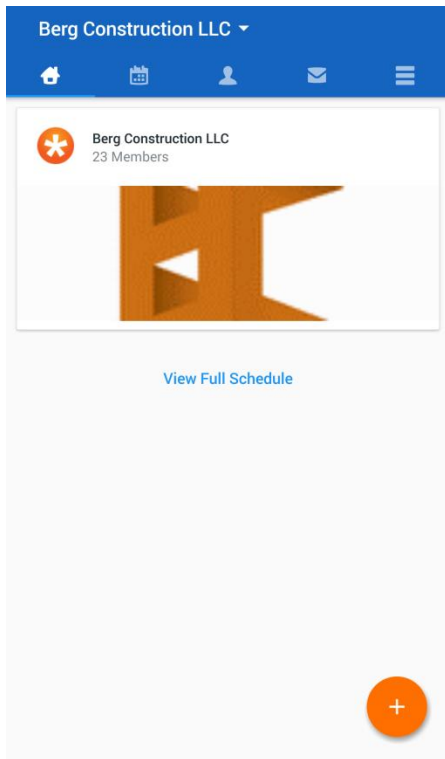 Berg Construction LLC
Berg Construction LLC
23 Members
View Full Schedule